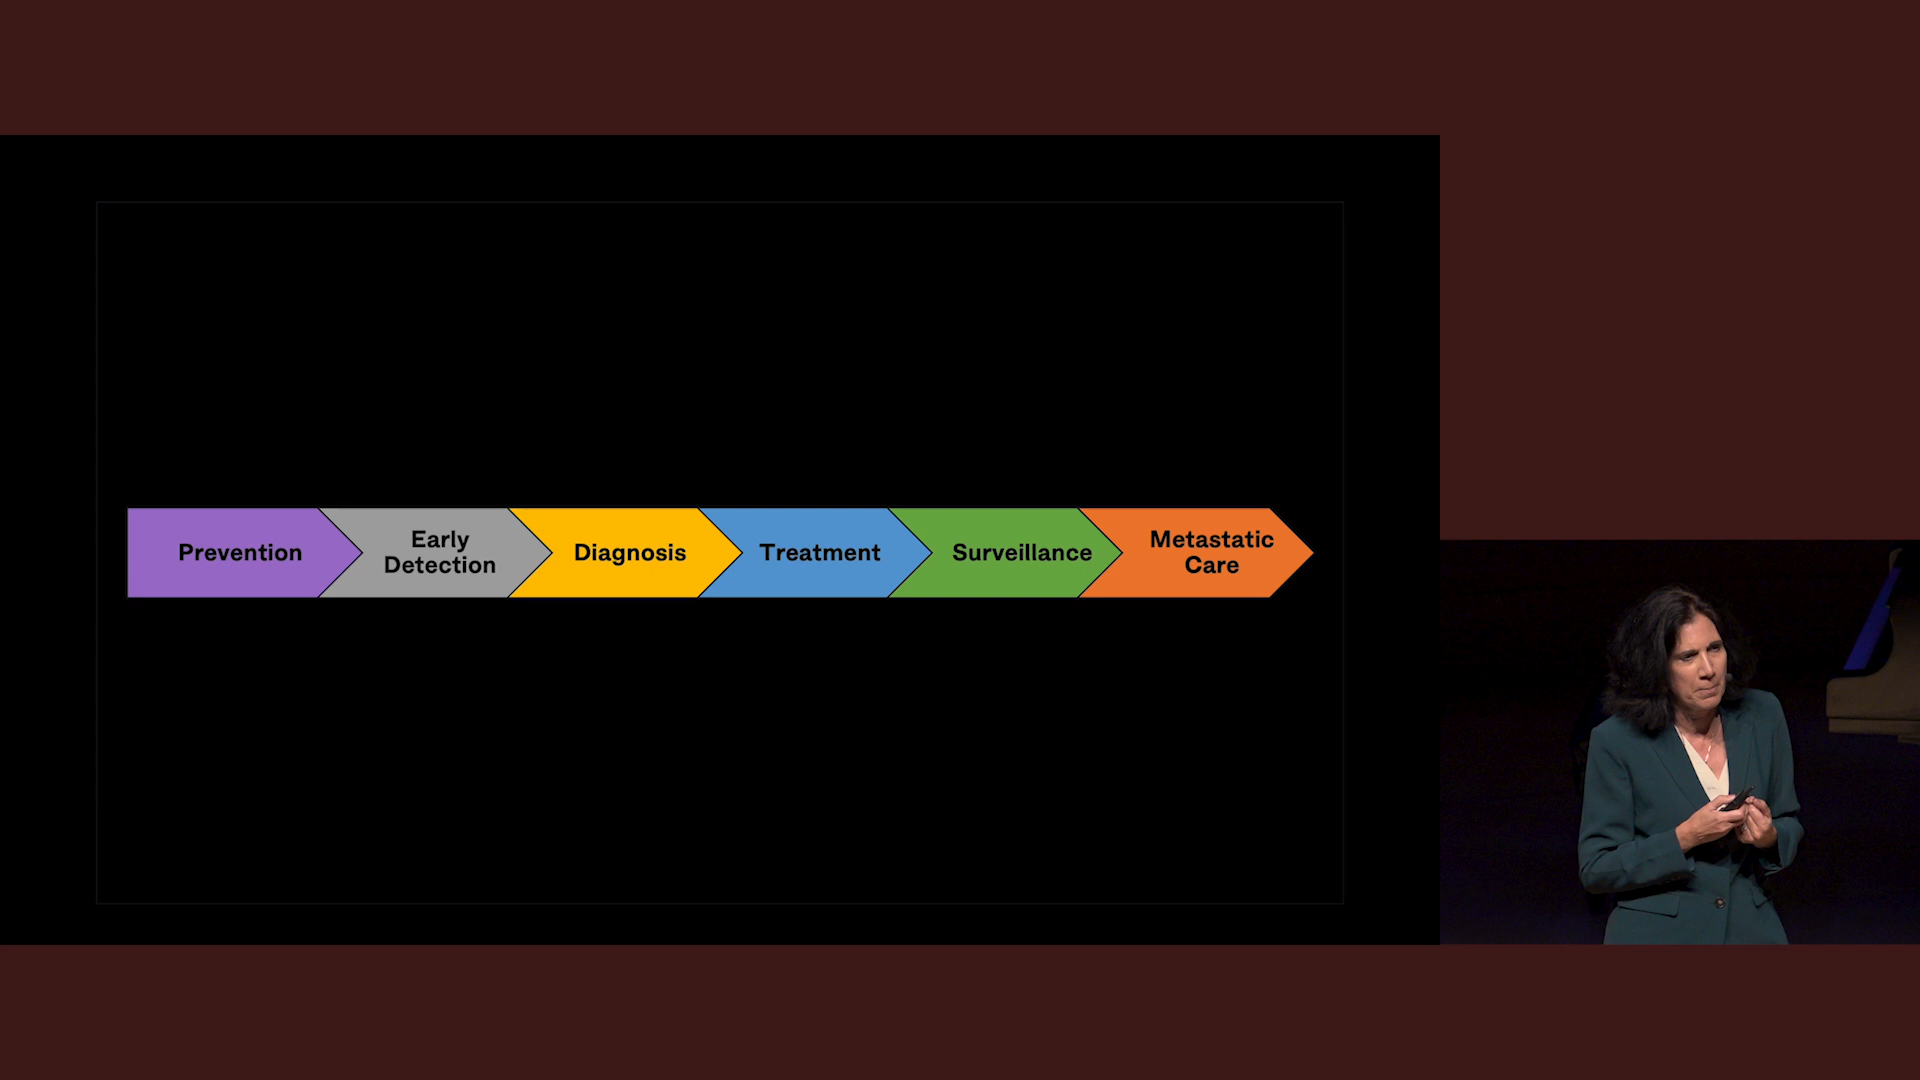 Prevention
Early
Detection
Diagnosis
Treatment
Surveillance
Metastatic
Care